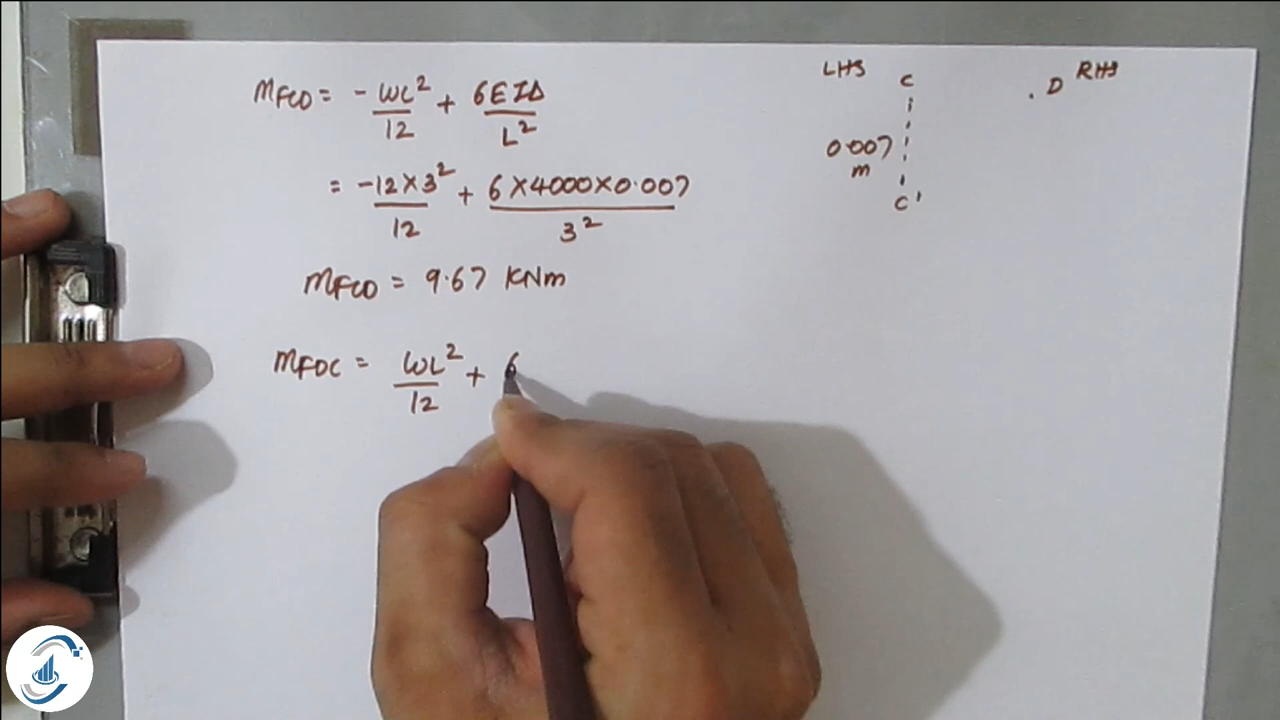 MFCD = - WL² / 12 + 6EIΔ / L²
= -12×3² / 12 + 6×4000×0.007 / 3²
MFCD = 9.67 KNm
MFDC = WL² / 12 + 6
LHS C . D RHS
0.007 m
C'